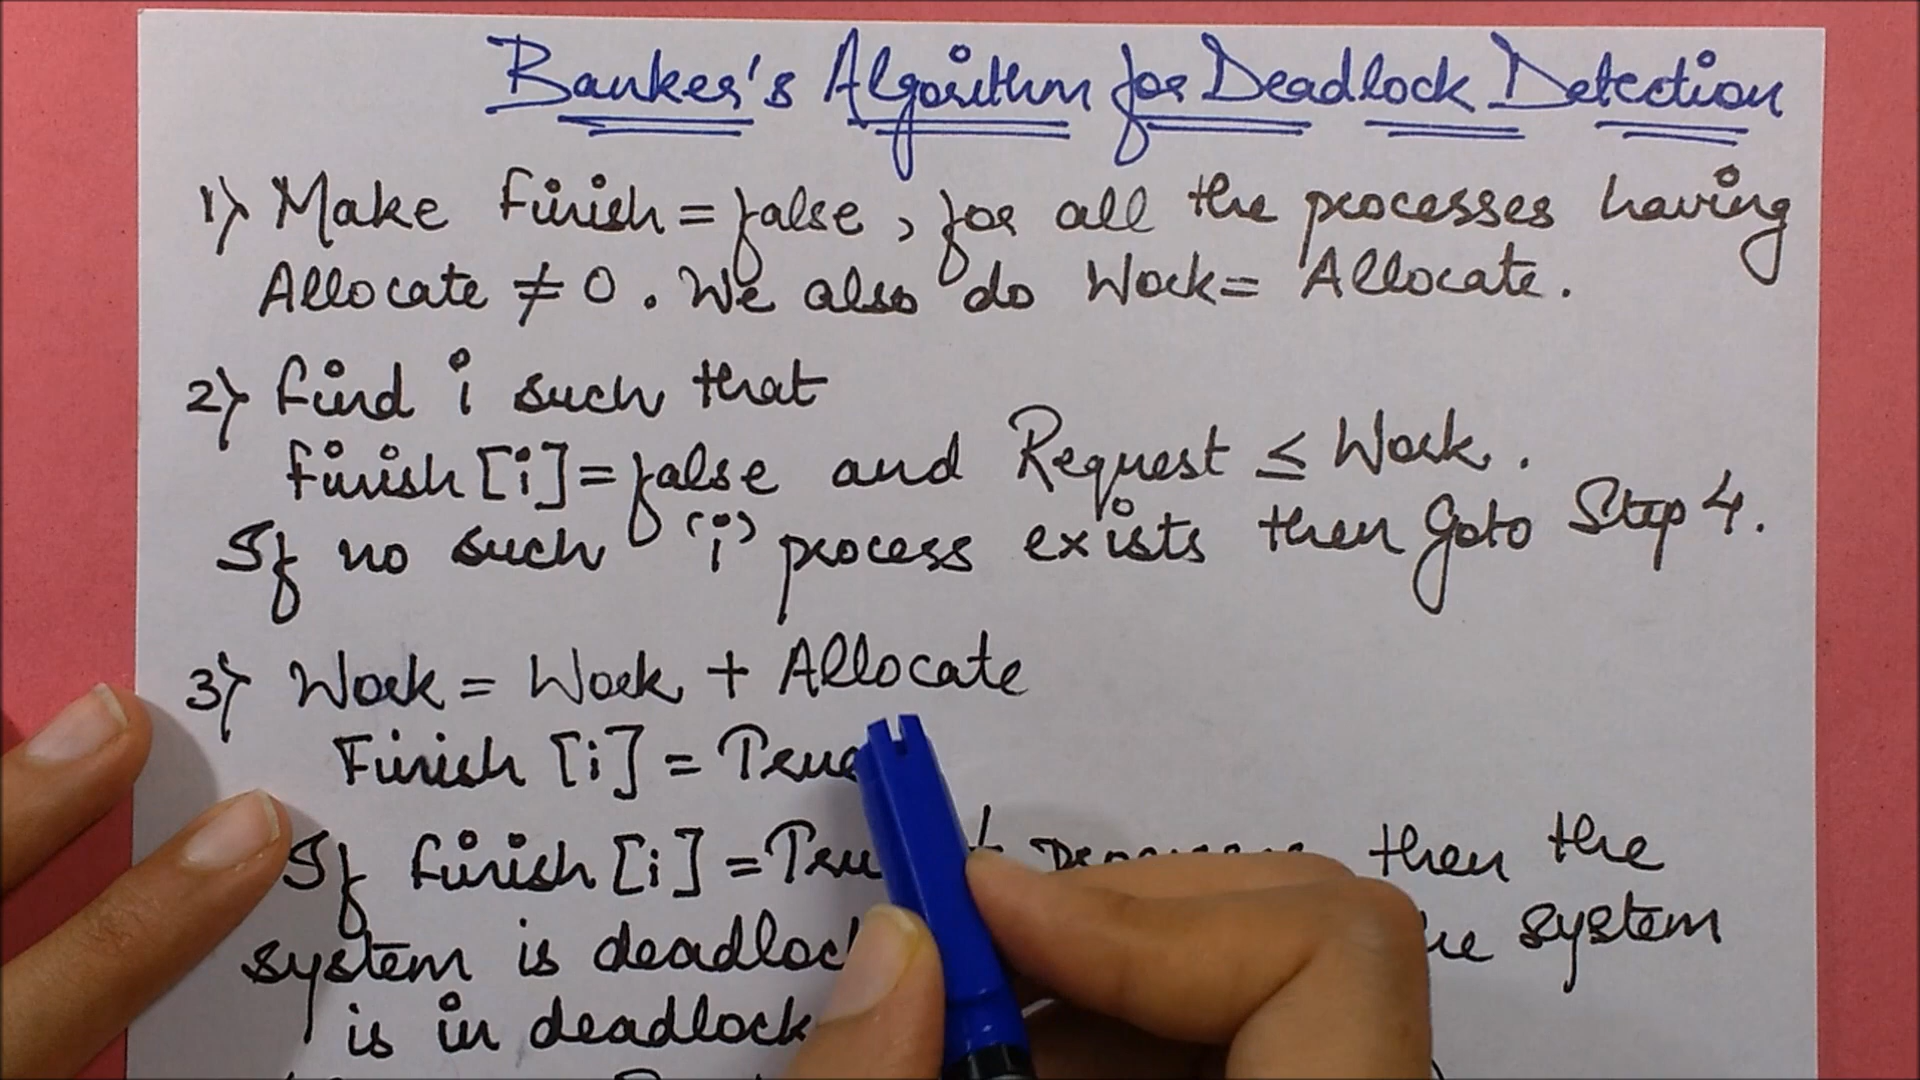 Banker's Algorithm for Deadlock Detection
1) Make Finish = false, for all the processes having
Allocate ≠ 0. We also do Work = Allocate.
2) Find i such that
Finish [i] = false and Request ≤ Work.
If no such 'i' process exists then Goto Step 4.
3) Work = Work + Allocate
Finish [i] = True
If Finish [i] = then the
system is system
is in deadlock